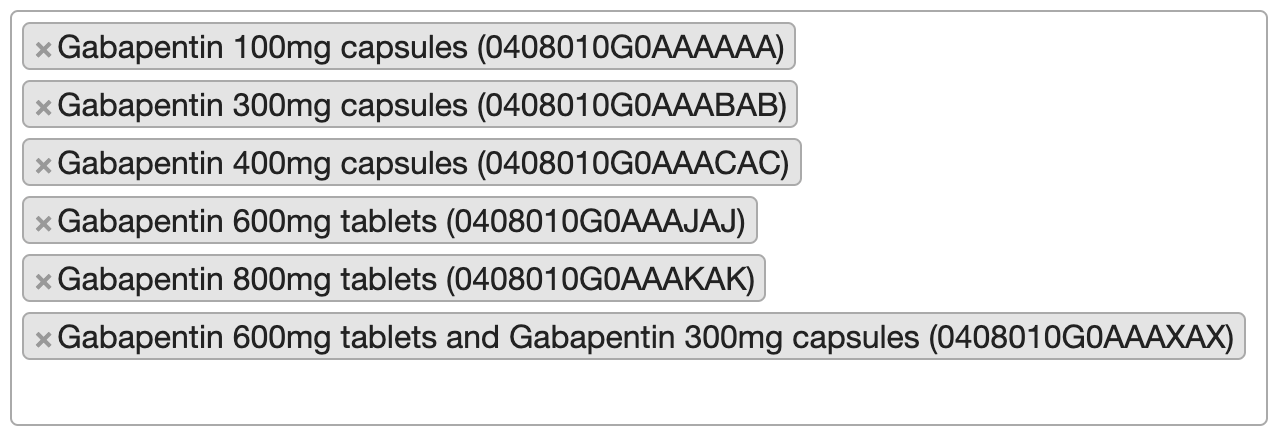 ×Gabapentin 100mg capsules (0408010G0AAAAAA)
×Gabapentin 300mg capsules (0408010G0AAABAB)
×Gabapentin 400mg capsules (0408010G0AAACAC)
×Gabapentin 600mg tablets (0408010G0AAAJAJ)
×Gabapentin 800mg tablets (0408010G0AAAKAK)
×Gabapentin 600mg tablets and Gabapentin 300mg capsules (0408010G0AAAXAX)